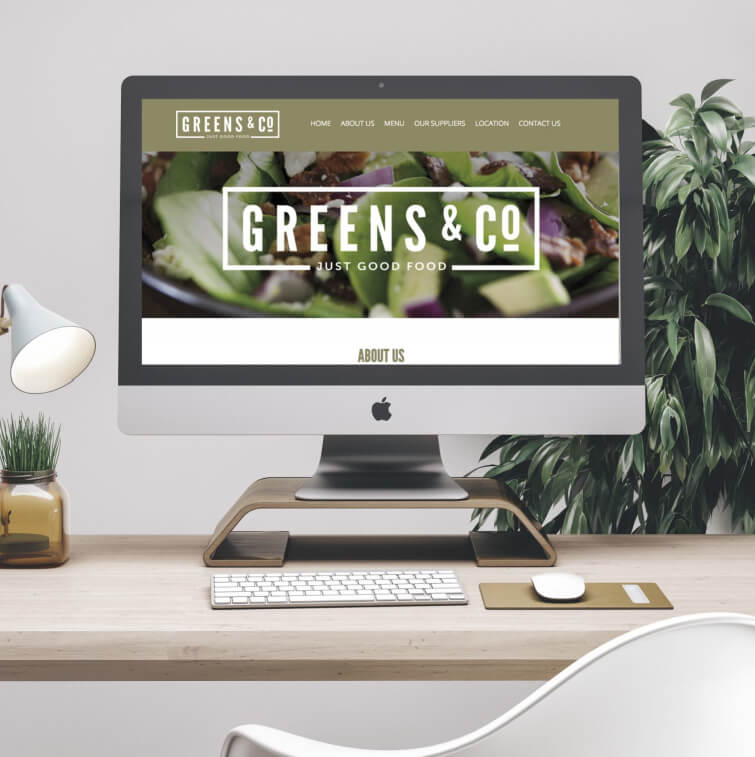 GREENS & CO
JUST GOOD FOOD
HOME ABOUT US MENU OUR SUPPLIERS LOCATION CONTACT US
GREENS & CO
JUST GOOD FOOD
ABOUT US